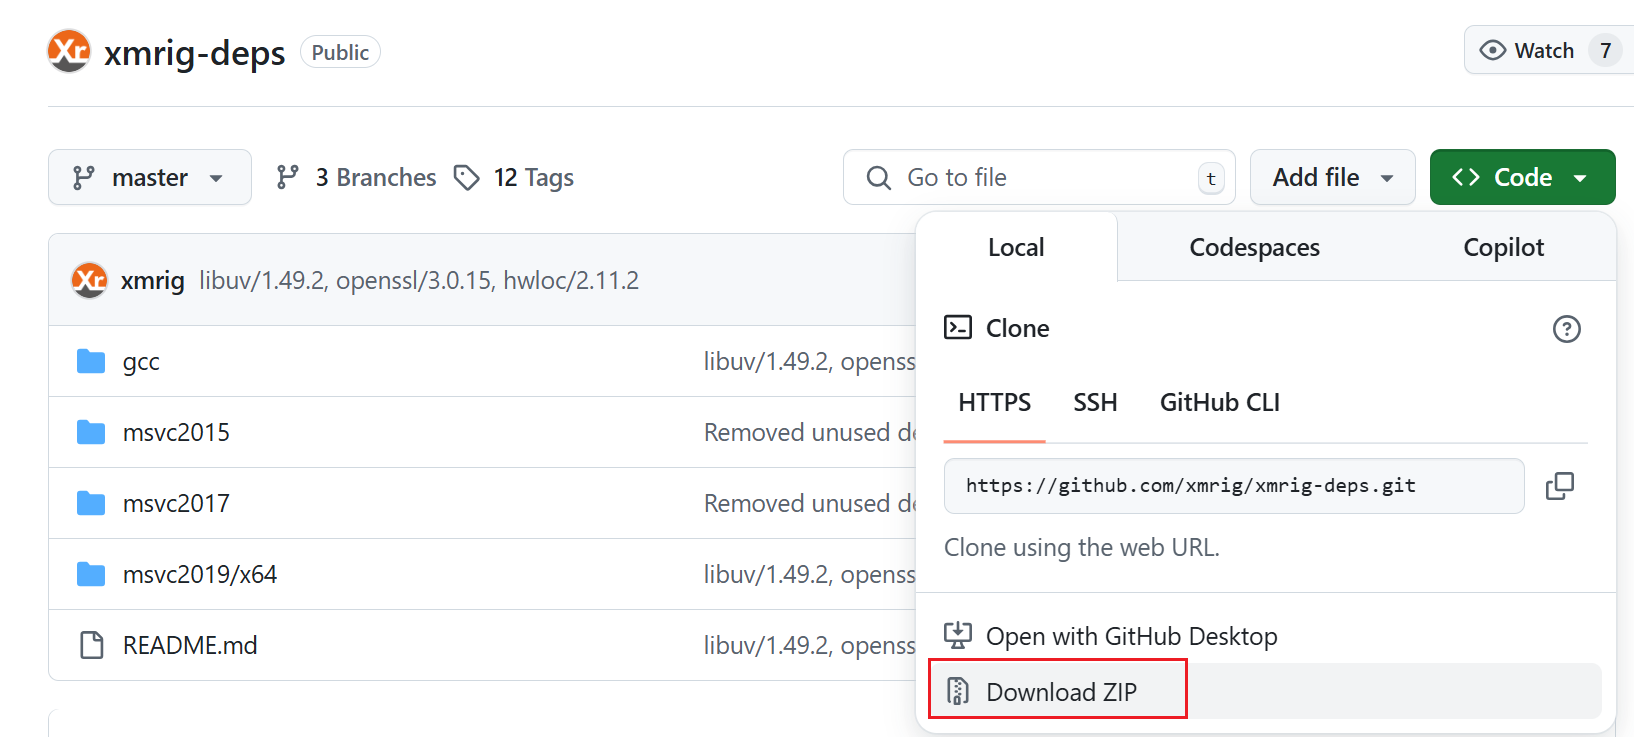 Xr xmrig-deps Public
Watch 7
master 3 Branches 12 Tags
Go to file t
Add file
<> Code
Xr xmrig libuv/1.49.2, openssl/3.0.15, hwloc/2.11.2
gcc libuv/1.49.2, openss
msvc2015 Removed unused de
msvc2017 Removed unused de
msvc2019/x64 libuv/1.49.2, openss
README.md libuv/1.49.2, openss
Local Codespaces Copilot
Clone
HTTPS SSH GitHub CLI
https://github.com/xmrig/xmrig-deps.git
Clone using the web URL.
Open with GitHub Desktop
Download ZIP